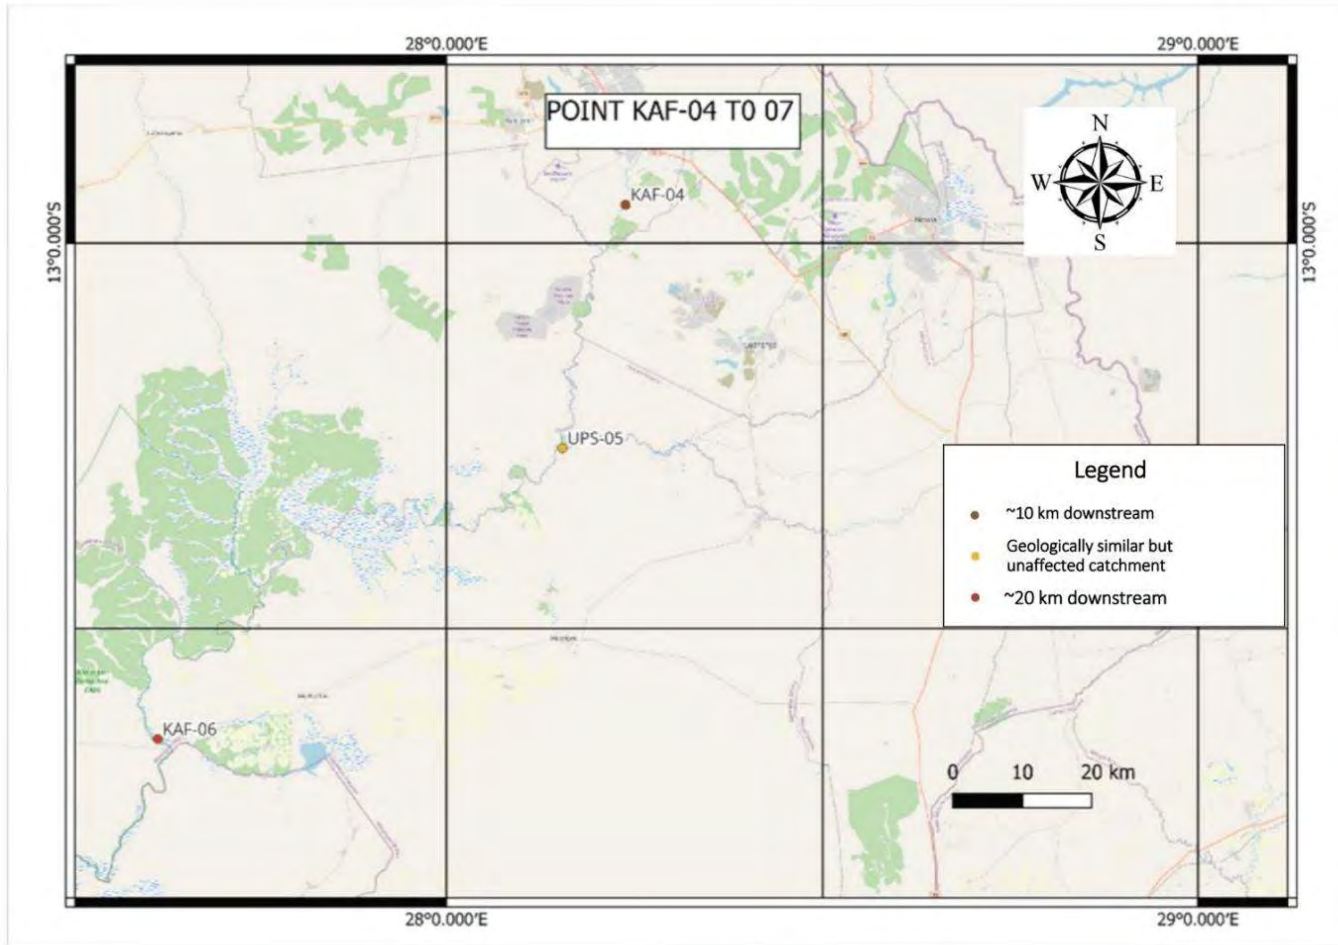 28°0.000'E
29°0.000'E
POINT KAF-04 T0 07
N
W
E
S
KAF-04
13°0.000'S
13°0.000'S
UPS-05
Legend
~10 km downstream
Geologically similar but
unaffected catchment
~20 km downstream
KAF-06
0 10 20 km
28°0.000'E
29°0.000'E